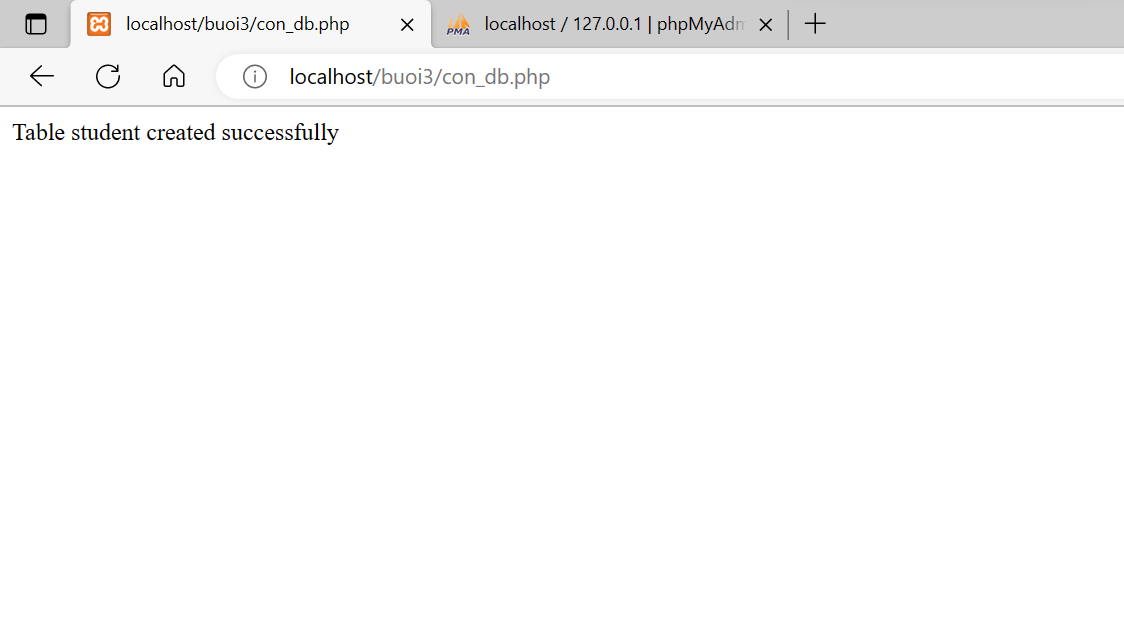 localhost/buoi3/con_db.php
localhost / 127.0.0.1 | phpMyAdm
PMA
localhost/buoi3/con_db.php
Table student created successfully